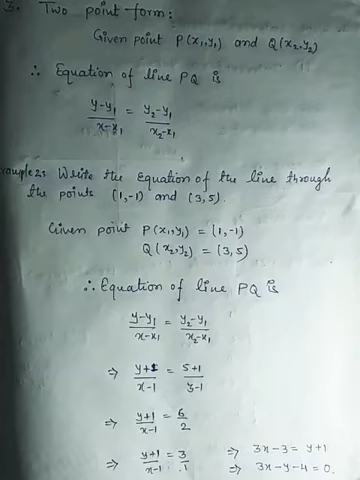 3. Two point form:
Given point P(x₁,y₁) and Q(x₂,y₂)
∴ Equation of line PQ is
(y-y₁)/(x-y₁) = (y₂-y₁)/(x₂-x₁)
Example 2: Write the equation of the line through
the points (1,-1) and (3,5).
Given point P(x₁,y₁) = (1,-1)
Q(x₂,y₂) = (3,5)
∴ Equation of line PQ is
(y-y₁)/(x-x₁) = (y₂-y₁)/(x₂-x₁)
⇒ (y+1)/(x-1) = (5+1)/(3-1)
⇒ (y+1)/(x-1) = 6/2
⇒ (y+1)/(x-1) = 3/1 ⇒ 3x-3 = y+1
⇒ 3x-y-4 = 0.